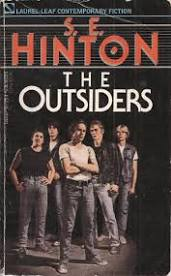 LAUREL-LEAF CONTEMPORARY FICTION
S. E.
HINTON
THE
OUTSIDERS